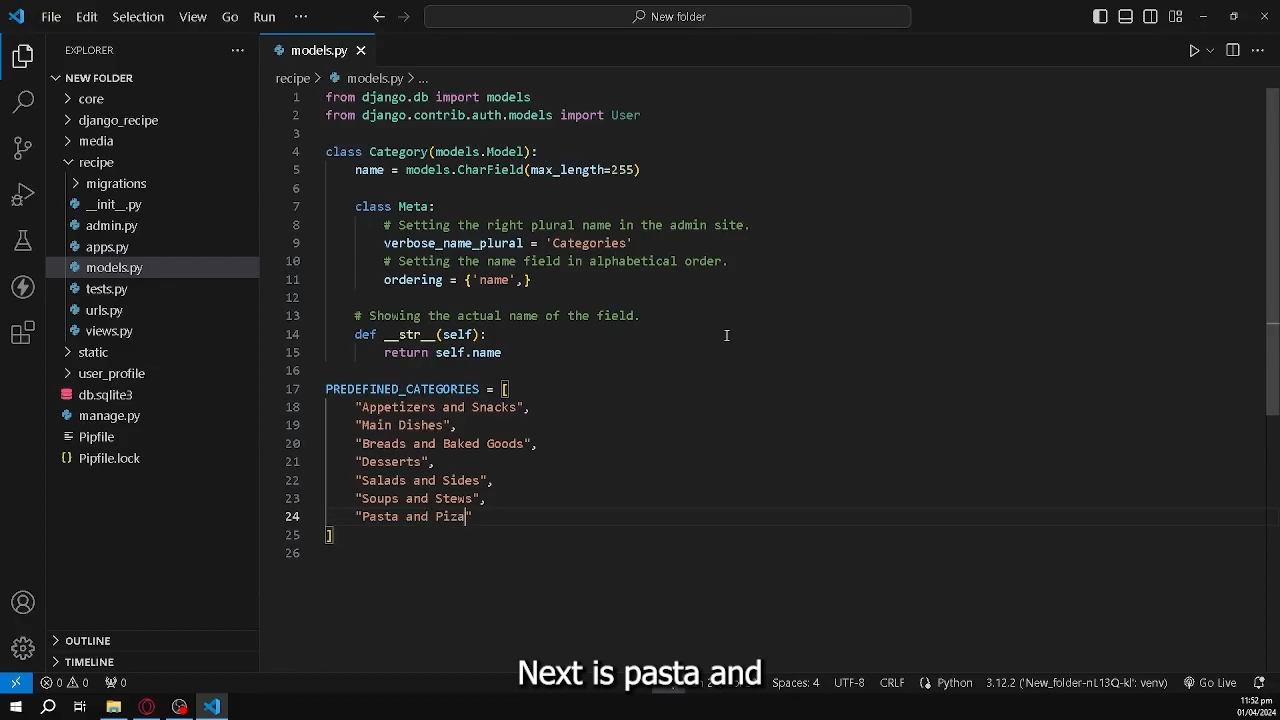 File Edit Selection View Go Run ··· New folder
EXPLORER ···
models.py
NEW FOLDER
core
django_recipe
media
recipe
migrations
__init__.py
admin.py
apps.py
models.py
tests.py
urls.py
views.py
static
user_profile
db.sqlite3
manage.py
Pipfile
Pipfile.lock
OUTLINE
TIMELINE
recipe > models.py > ...
1 from django.db import models
2 from django.contrib.auth.models import User
3
4 class Category(models.Model):
5 name = models.CharField(max_length=255)
6
7 class Meta:
8 # Setting the right plural name in the admin site.
9 verbose_name_plural = 'Categories'
10 # Setting the name field in alphabetical order.
11 ordering = {'name',}
12
13 # Showing the actual name of the field.
14 def __str__(self):
15 return self.name
16
17 PREDEFINED_CATEGORIES = [
18 "Appetizers and Snacks",
19 "Main Dishes",
20 "Breads and Baked Goods",
21 "Desserts",
22 "Salads and Sides",
23 "Soups and Stews",
24 "Pasta and Piza"
25 ]
26
Next is pasta and
0 0 0 Spaces: 4 UTF-8 CRLF Python 3.12.2 ('New_folder-nL13Q-kl': venv) Go Live
11:52 pm
01/04/2024